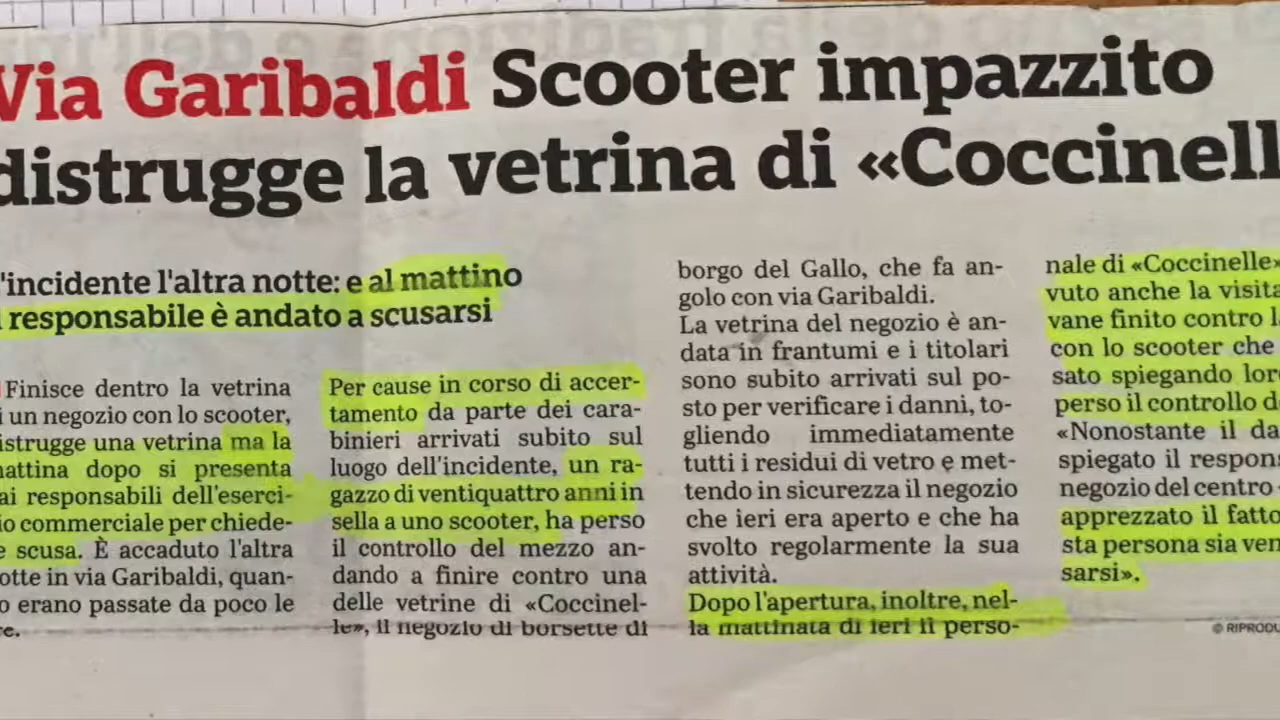 Via Garibaldi Scooter impazzito
distrugge la vetrina di «Coccinell
'incidente l'altra notte: e al mattino
responsabile è andato a scusarsi
Finisce dentro la vetrina
i un negozio con lo scooter,
istrugge una vetrina ma la
mattina dopo si presenta
ai responsabili dell'eserci-
io commerciale per chiede-
e scusa. È accaduto l'altra
otte in via Garibaldi, quan-
o erano passate da poco le
re.
Per cause in corso di accer-
tamento da parte dei cara-
binieri arrivati subito sul
luogo dell'incidente, un ra-
gazzo di ventiquattro anni in
sella a uno scooter, ha perso
il controllo del mezzo an-
dando a finire contro una
delle vetrine di «Coccinel-
le», il negozio di borsette di
borgo del Gallo, che fa an-
golo con via Garibaldi.
La vetrina del negozio è an-
data in frantumi e i titolari
sono subito arrivati sul po-
sto per verificare i danni, to-
gliendo immediatamente
tutti i residui di vetro e met-
tendo in sicurezza il negozio
che ieri era aperto e che ha
svolto regolarmente la sua
attività.
Dopo l'apertura, inoltre, nel-
la mattinata di ieri il perso-
nale di «Coccinelle»
vuto anche la visita
vane finito contro l
con lo scooter che
sato spiegando lor
perso il controllo d
«Nonostante il da
spiegato il respon
negozio del centro
apprezzato il fatto
sta persona sia ven
sarsi».
© RIPRODU